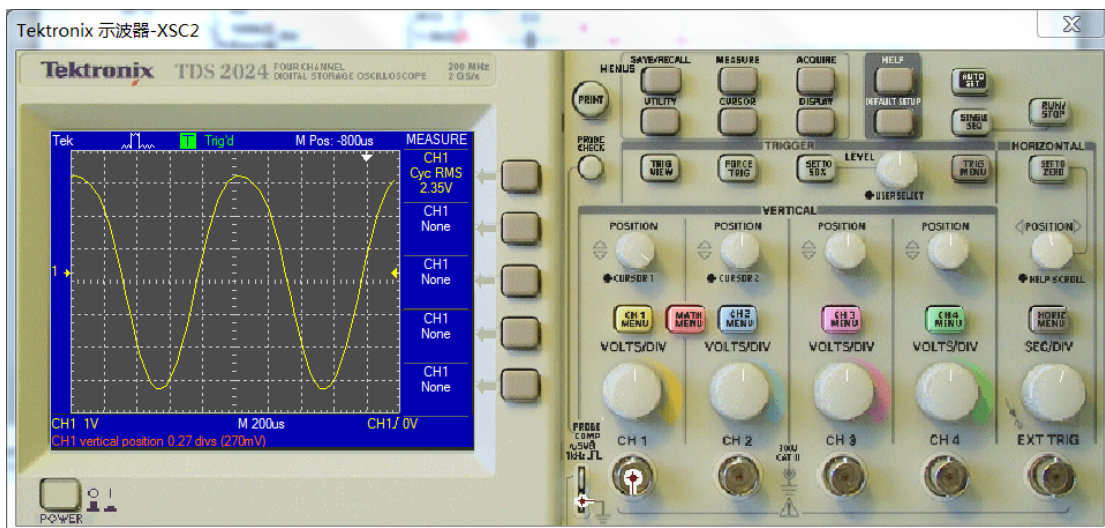 Tektronix 示波器-XSC2
Tektronix TDS 2024 FOUR CHANNEL DIGITAL STORAGE OSCILLOSCOPE 200 MHz 2 GS/s
Tek T Trig'd M Pos: -800us MEASURE
CH1
Cyc RMS
2.35V
CH1
None
1
CH1
None
CH1
None
CH1
None
CH1 1V M 200us CH1/ 0V
CH1 vertical position 0.27 divs (270mV)
POWER
MENUS
SAVE/RECALL MEASURE ACQUIRE HELP
PRINT
AUTO SET
UTILITY CURSOR DISPLAY DEFAULT SETUP
SINGLE SEQ
RUN/ STOP
PROBE CHECK
TRIGGER
HORIZONTAL
TRIG VIEW
FORCE TRIG
SET TO 50%
LEVEL
TRIG MENU
SET TO ZERO
USER SELECT
VERTICAL
POSITION POSITION POSITION POSITION POSITION
CURSOR 1 CURSOR 2 HELP SCROLL
CH 1 MENU
MATH MENU
CH 2 MENU
CH 3 MENU
CH 4 MENU
HORIZ MENU
VOLTS/DIV VOLTS/DIV VOLTS/DIV VOLTS/DIV SEC/DIV
PROBE COMP
~5V@
1kHz
CH 1 CH 2 CH 3 CH 4 EXT TRIG
300V
CAT II